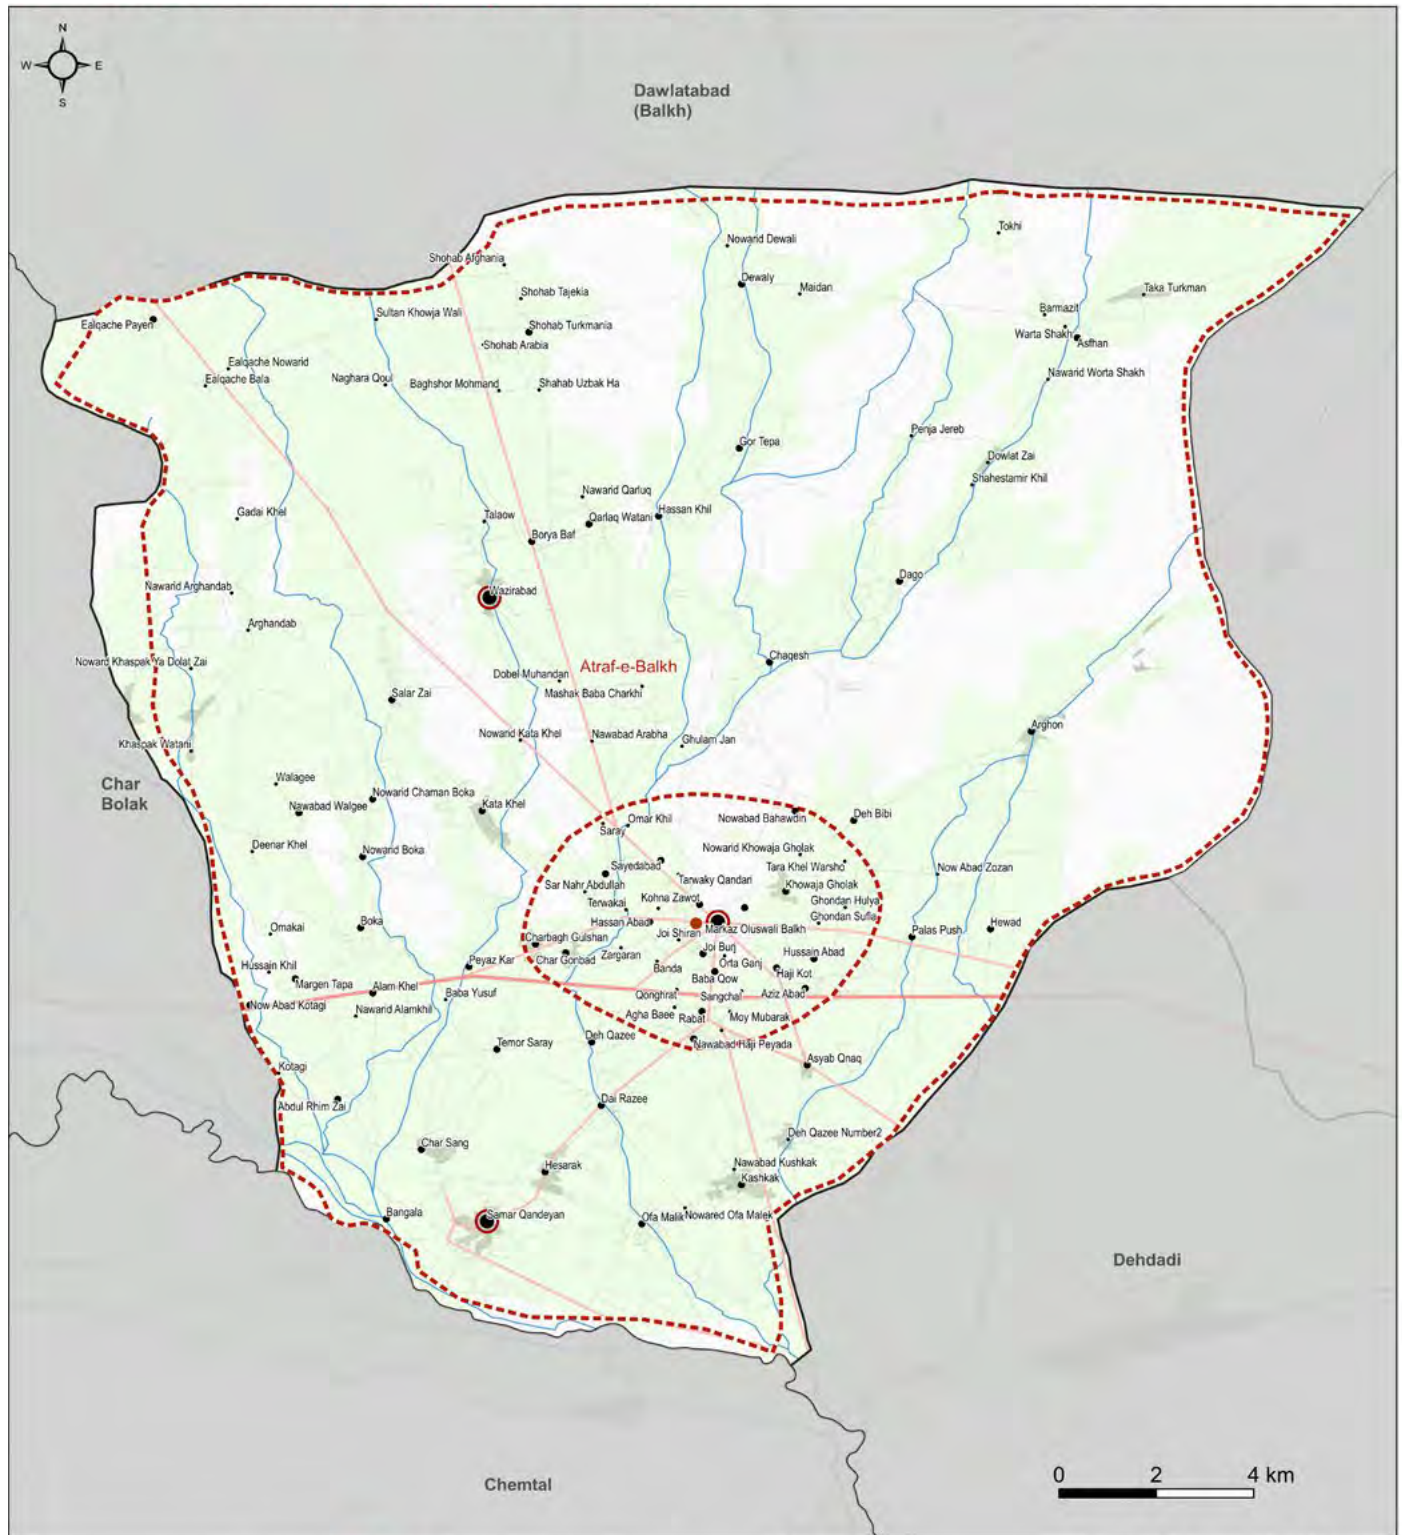 N
W
E
S
Dawlatabad
(Balkh)
Tokhi
Nowarid Dewali
Shohab Afghania
Dewaly
Maidan
Taka Turkman
Shohab Tajekia
Barmazit
Sultan Khowja Wali
Ealqache Payen
Shohab Turkmania
Warta Shakh
Asfhan
Shohab Arabia
Ealqache Nowarid
Nawarid Worta Shakh
Ealqache Bala
Naghara Qoul
Baghshor Mohmand
Shahab Uzbak Ha
Penja Jereb
Gor Tepa
Dowlat Zai
Shahestamir Khil
Nawarid Qarluq
Gadai Khel
Talaow
Qarlaq Watani
Hassan Khil
Borya Baf
Dago
Nawarid Arghandab
Wazirabad
Arghandab
Chaqesh
Noward Khaspak Ya Dolat Zai
Atraf-e-Balkh
Dobel Muhandan
Salar Zai
Mashak Baba Charkhi
Arghon
Nowarid Kata Khel
Nawabad Arabha
Ghulam Jan
Khaspak Watani
Char
Bolak
Walagee
Nowarid Chaman Boka
Nawabad Walgee
Kata Khel
Nowabad Bahawdin
Deh Bibi
Omar Khil
Saray
Deenar Khel
Nowarid Boka
Nowarid Khowaja Gholak
Sayedabad
Tara Khel Warsho
Now Abad Zozan
Tarwaky Qandari
Sar Nahr Abdullah
Khowaja Gholak
Kohna Zawot
Terwakai
Ghondan Hulya
Ghondan Sufla
Omakai
Boka
Hassan Abad
Markaz Oluswali Balkh
Hewad
Joi Shiran
Palas Push
Charbagh Gulshan
Joi Burj
Hussain Abad
Char Gonbad
Zargaran
Hussain Khil
Peyaz Kar
Banda
Orta Ganj
Haji Kot
Margen Tapa
Baba Qow
Alam Khel
Baba Yusuf
Qonghrat
Sangchal
Aziz Abad
Now Abad Kotagi
Nawarid Alamkhil
Agha Baee
Rabat
Moy Mubarak
Temor Saray
Deh Qazee
Nawabad Haji Peyada
Asyab Qnaq
Kotagi
Abdul Rhim Zai
Dai Razee
Deh Qazee Number2
Char Sang
Hesarak
Nawabad Kushkak
Kashkak
Bangala
Samar Qandeyan
Ofa Malik
Nowared Ofa Malek
Dehdadi
Chemtal
0 2 4 km